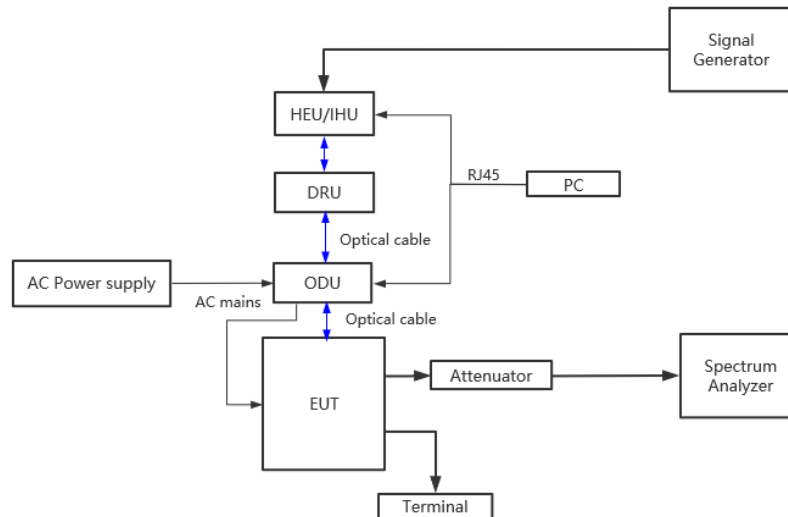 Signal
Generator
HEU/IHU
RJ45
PC
DRU
Optical cable
AC Power supply
ODU
AC mains
Optical cable
EUT
Attenuator
Spectrum
Analyzer
Terminal